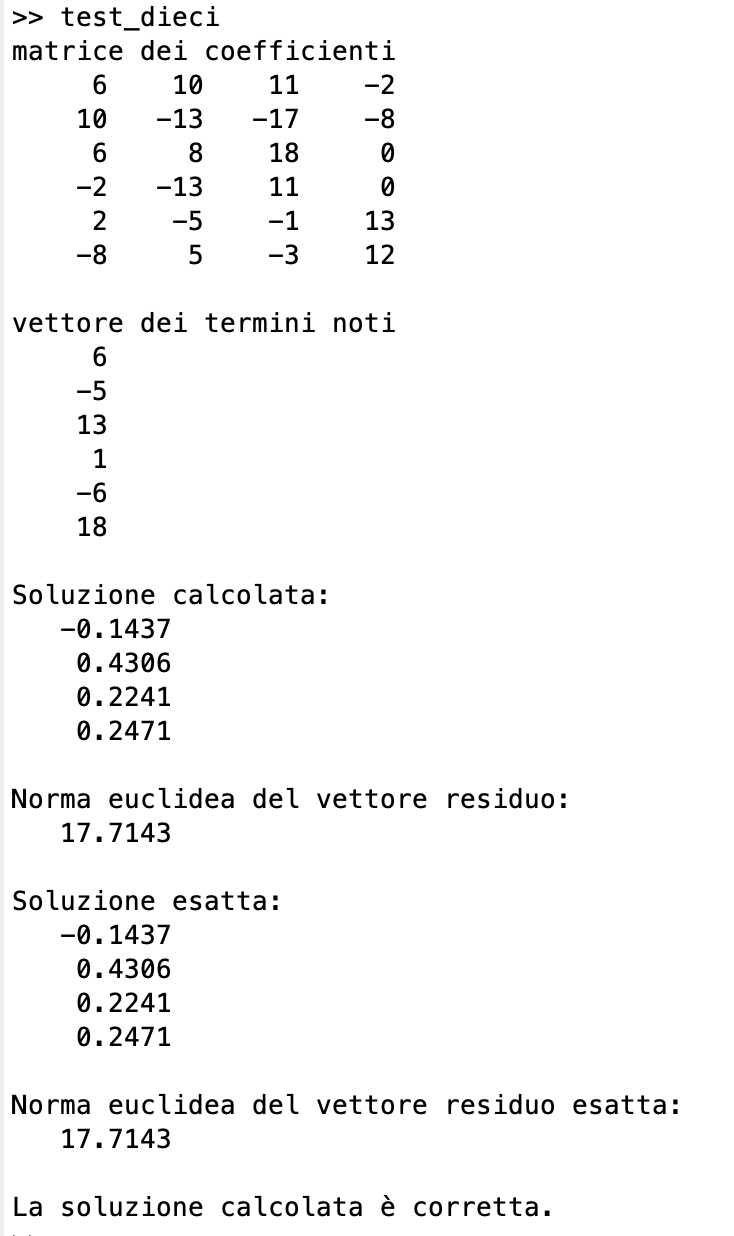 >> test_dieci
matrice dei coefficienti
6 10 11 -2
10 -13 -17 -8
6 8 18 0
-2 -13 11 0
2 -5 -1 13
-8 5 -3 12
vettore dei termini noti
6
-5
13
1
-6
18
Soluzione calcolata:
-0.1437
0.4306
0.2241
0.2471
Norma euclidea del vettore residuo:
17.7143
Soluzione esatta:
-0.1437
0.4306
0.2241
0.2471
Norma euclidea del vettore residuo esatta:
17.7143
La soluzione calcolata è corretta.